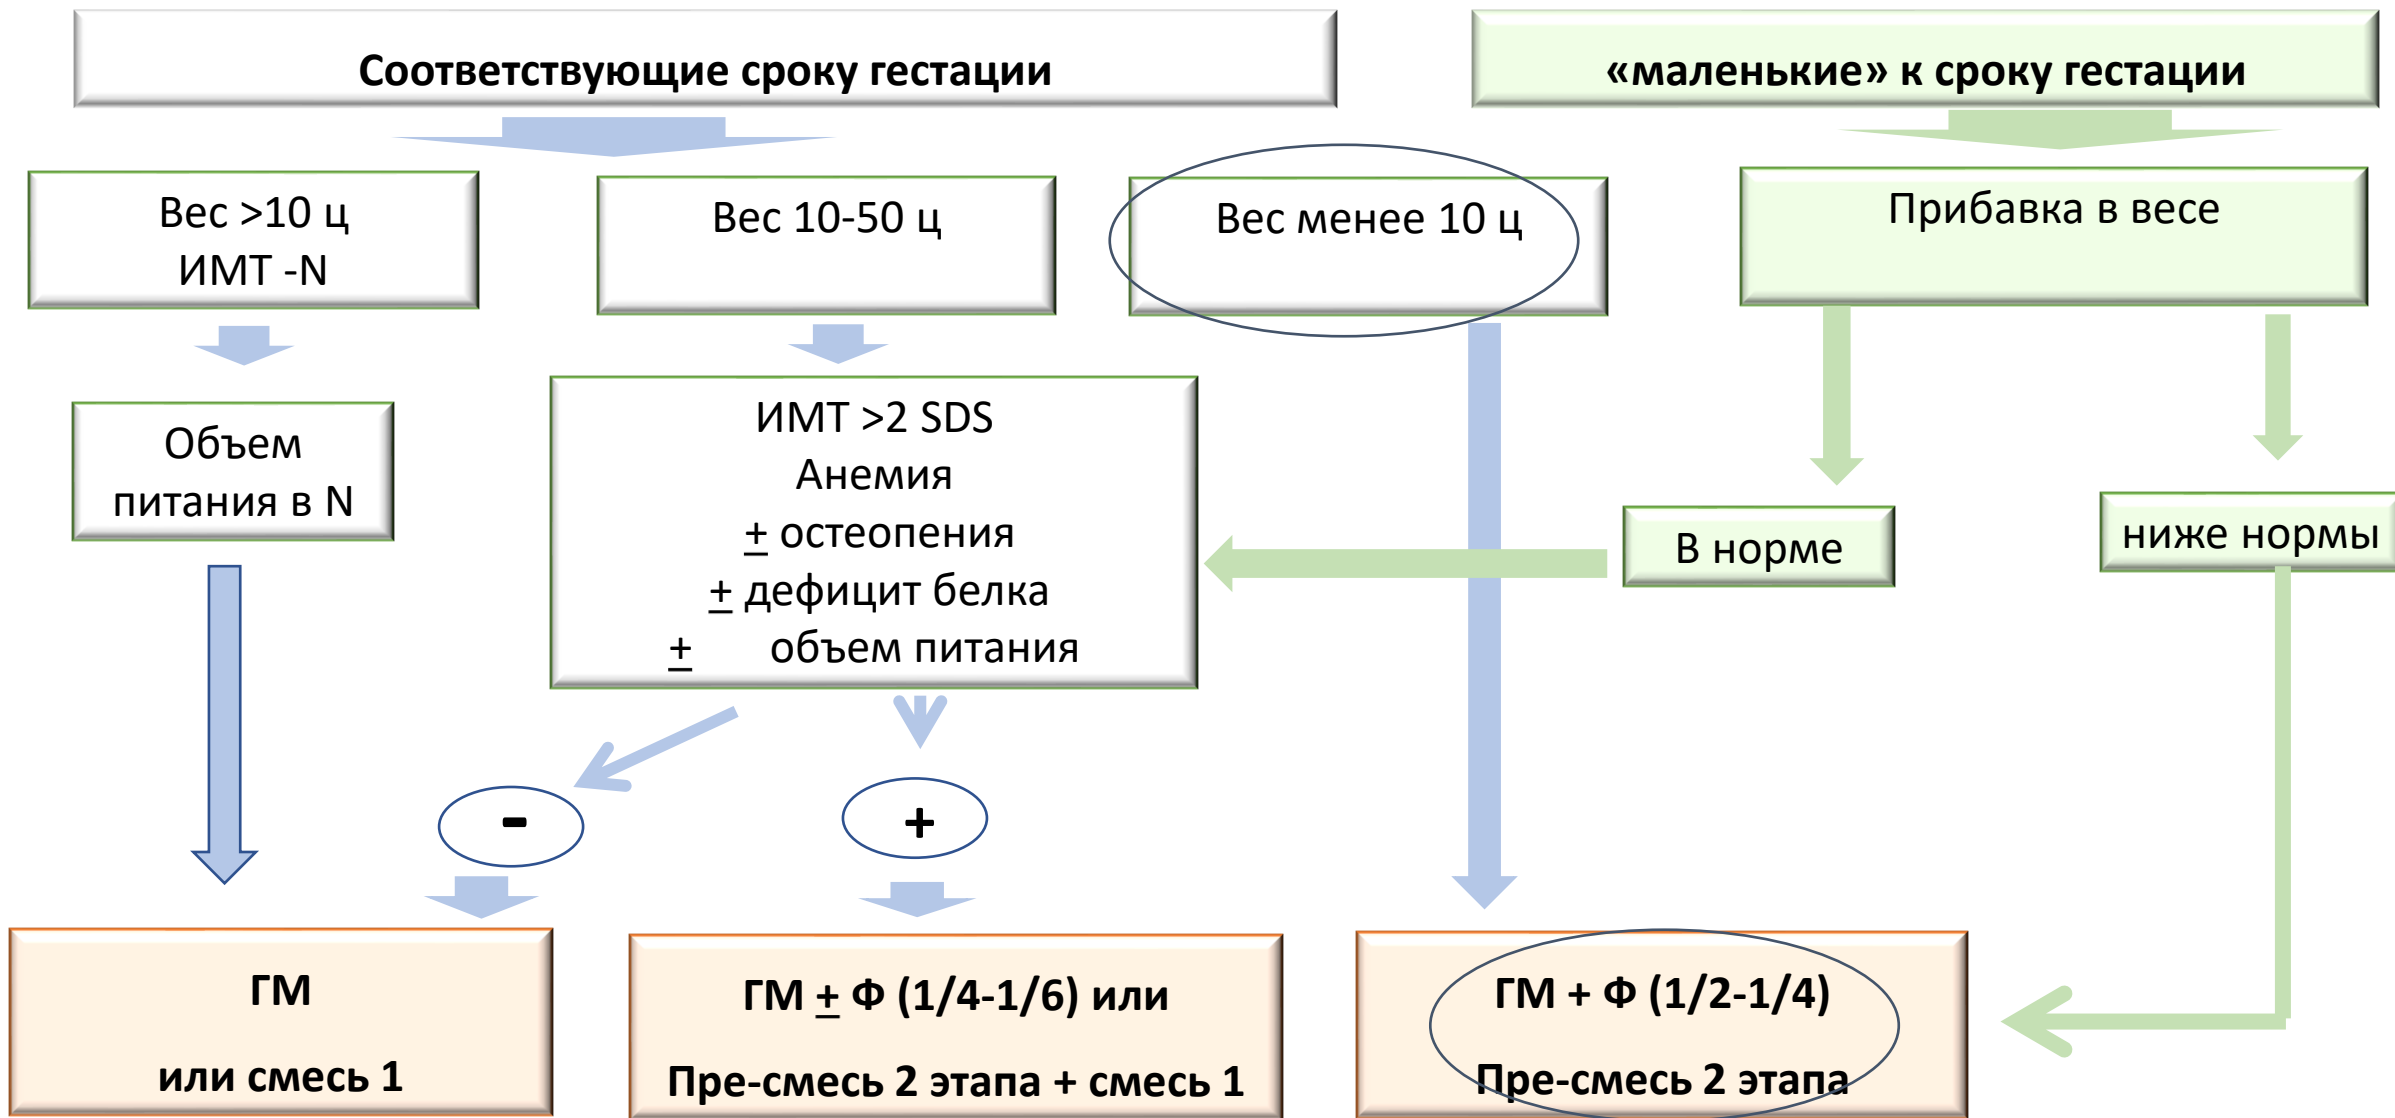 Соответствующие сроку гестации
«маленькие» к сроку гестации
Вес >10 ц
ИМТ -N
Вес 10-50 ц
Вес менее 10 ц
Прибавка в весе
Объем
питания в N
ИМТ >2 SDS
Анемия
± остеопения
± дефицит белка
± объем питания
В норме
ниже нормы
-
+
ГМ
или смесь 1
ГМ ± Ф (1/4-1/6) или
Пре-смесь 2 этапа + смесь 1
ГМ + Ф (1/2-1/4)
Пре-смесь 2 этапа